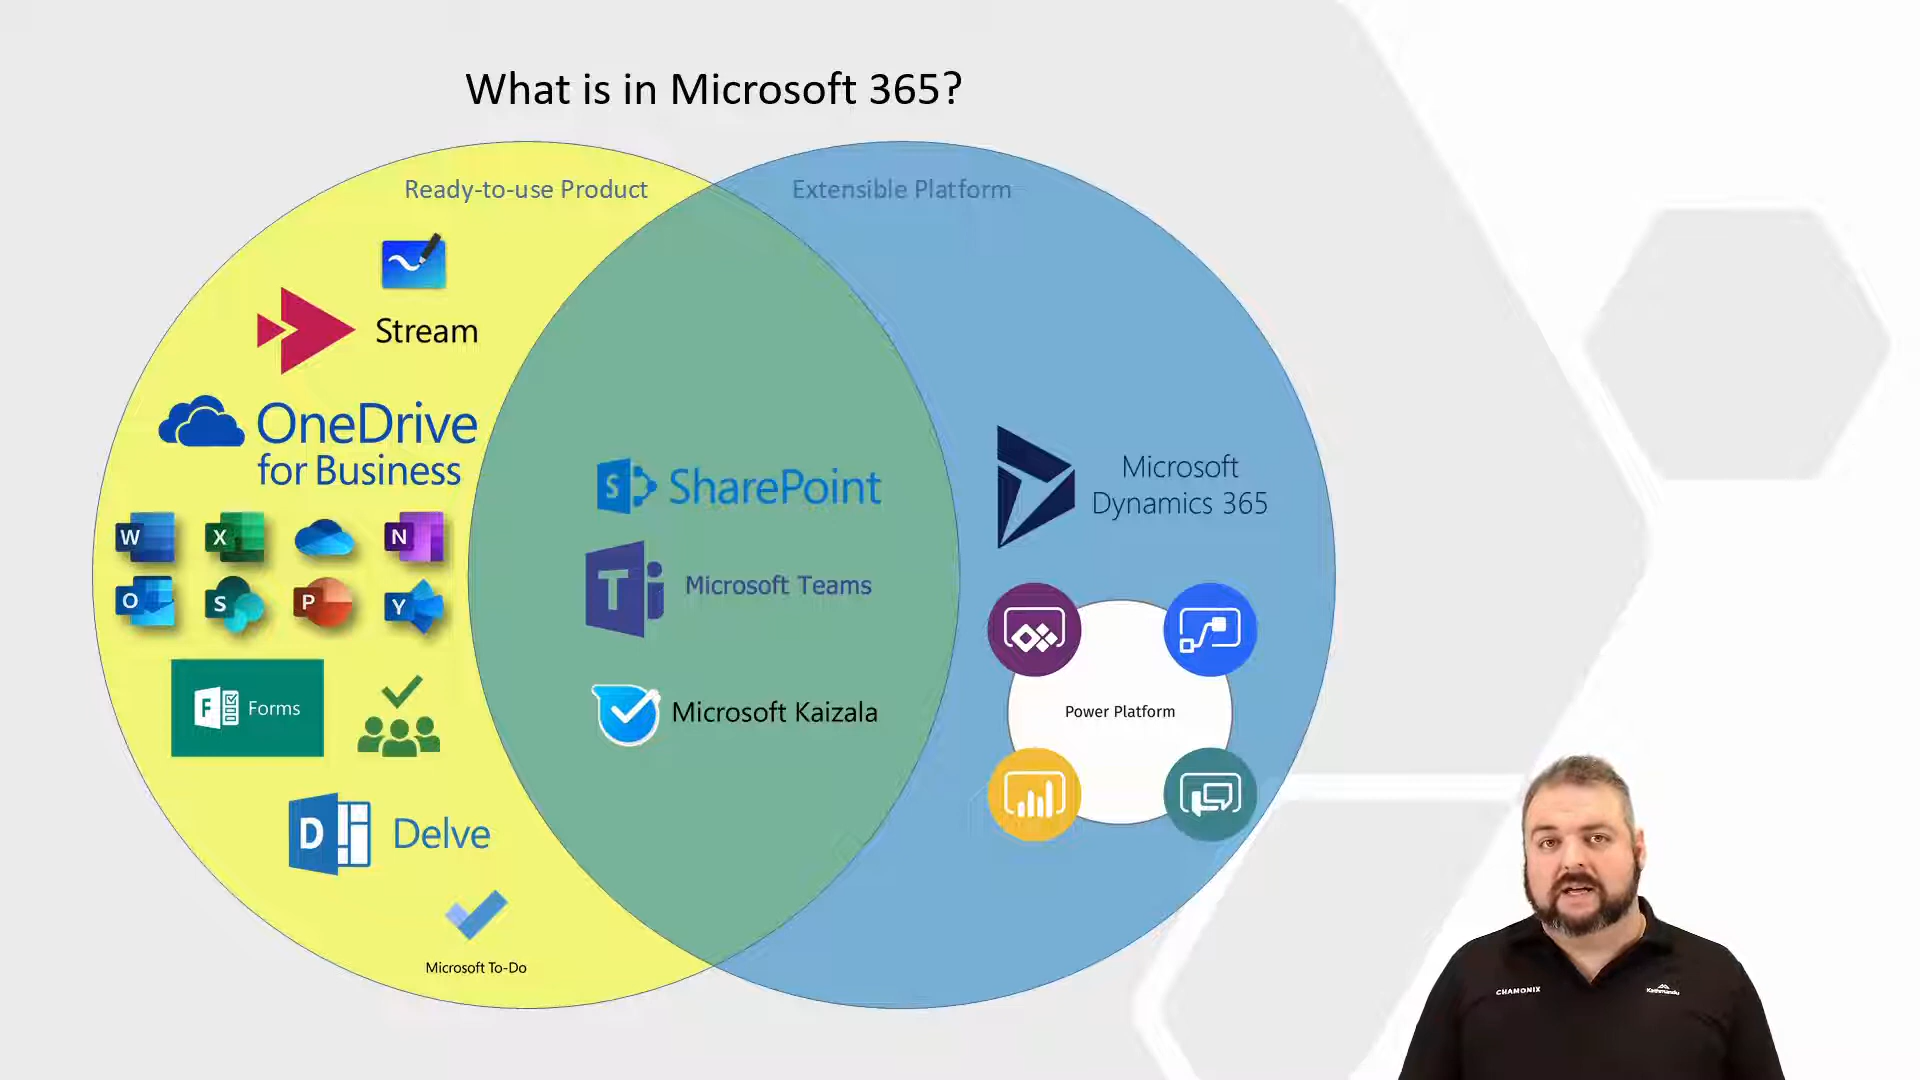 What is in Microsoft 365?
Ready-to-use Product
Extensible Platform
Stream
OneDrive
for Business
SharePoint
Microsoft
Dynamics 365
W
X
N
Microsoft Teams
O
S
P
Y
F
Forms
Microsoft Kaizala
Power Platform
D
Delve
Microsoft To-Do
CHAMONIX
Kathmandu